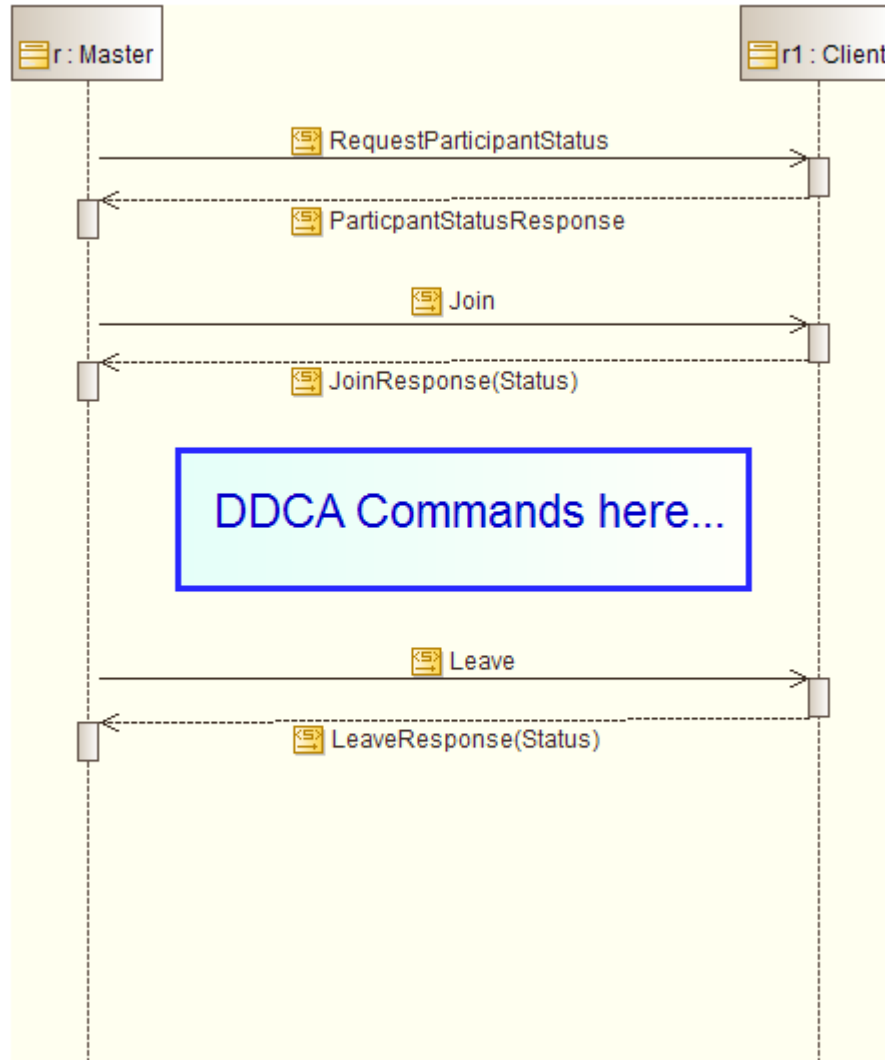 r : Master
r1 : Client
RequestParticipantStatus
ParticpantStatusResponse
Join
JoinResponse(Status)
DDCA Commands here...
Leave
LeaveResponse(Status)